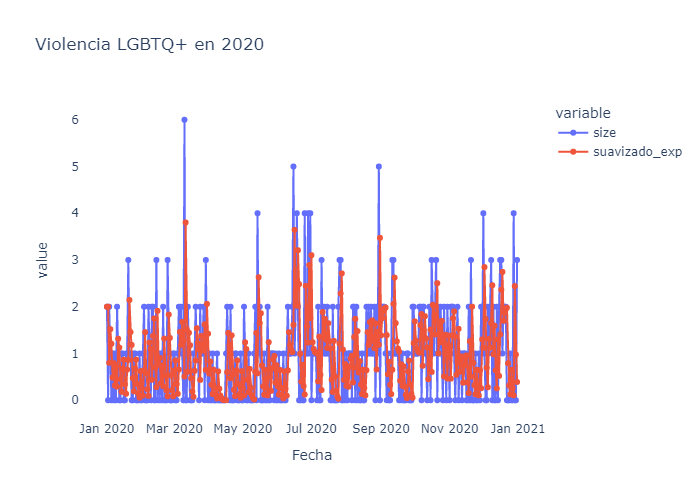 Violencia LGBTQ+ en 2020
variable
size
suavizado_exp
value
6
5
4
3
2
1
0
Jan 2020 Mar 2020 May 2020 Jul 2020 Sep 2020 Nov 2020 Jan 2021
Fecha